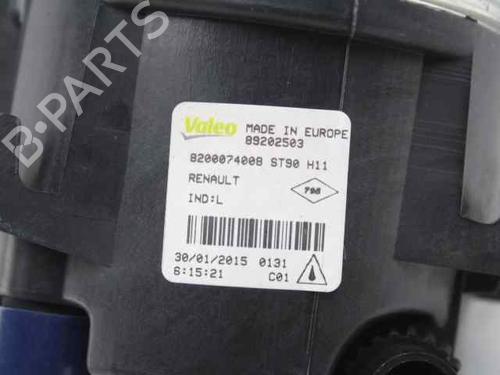 B-PARTS
Valeo MADE IN EUROPE
89202503
8200074008 ST90 H11
RENAULT
IND:L
30/01/2015 0131
6:15:21 C01